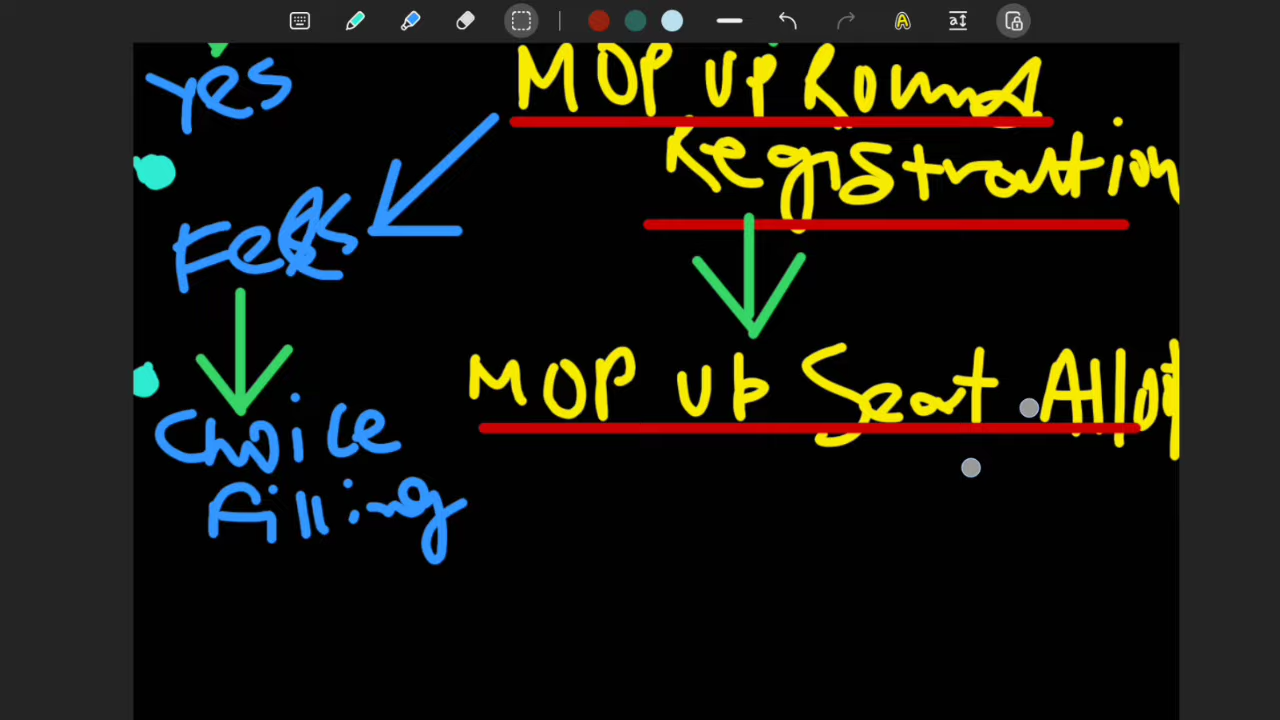 Yes
MOP UP Round
Registration
Fees
MOP UP Seat Allot
Choice
filling